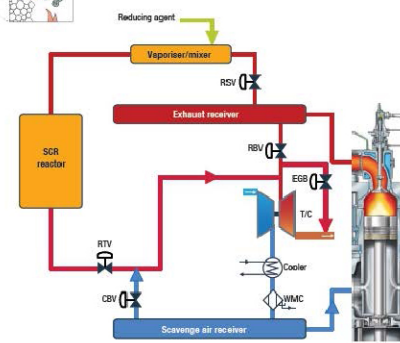 Reducing agent
Vaporiser/mixer
RSV
Exhaust receiver
SCR
reactor
RBV
EGB
T/C
RTV
Cooler
CBV
WMC
Scavenge air receiver